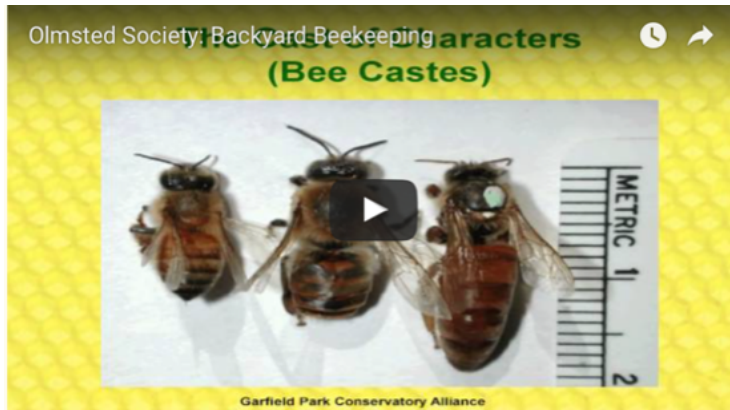 Olmsted Society: Backyard Beekeeping
The Cast of Characters
(Bee Castes)
METRIC 1
2
Garfield Park Conservatory Alliance